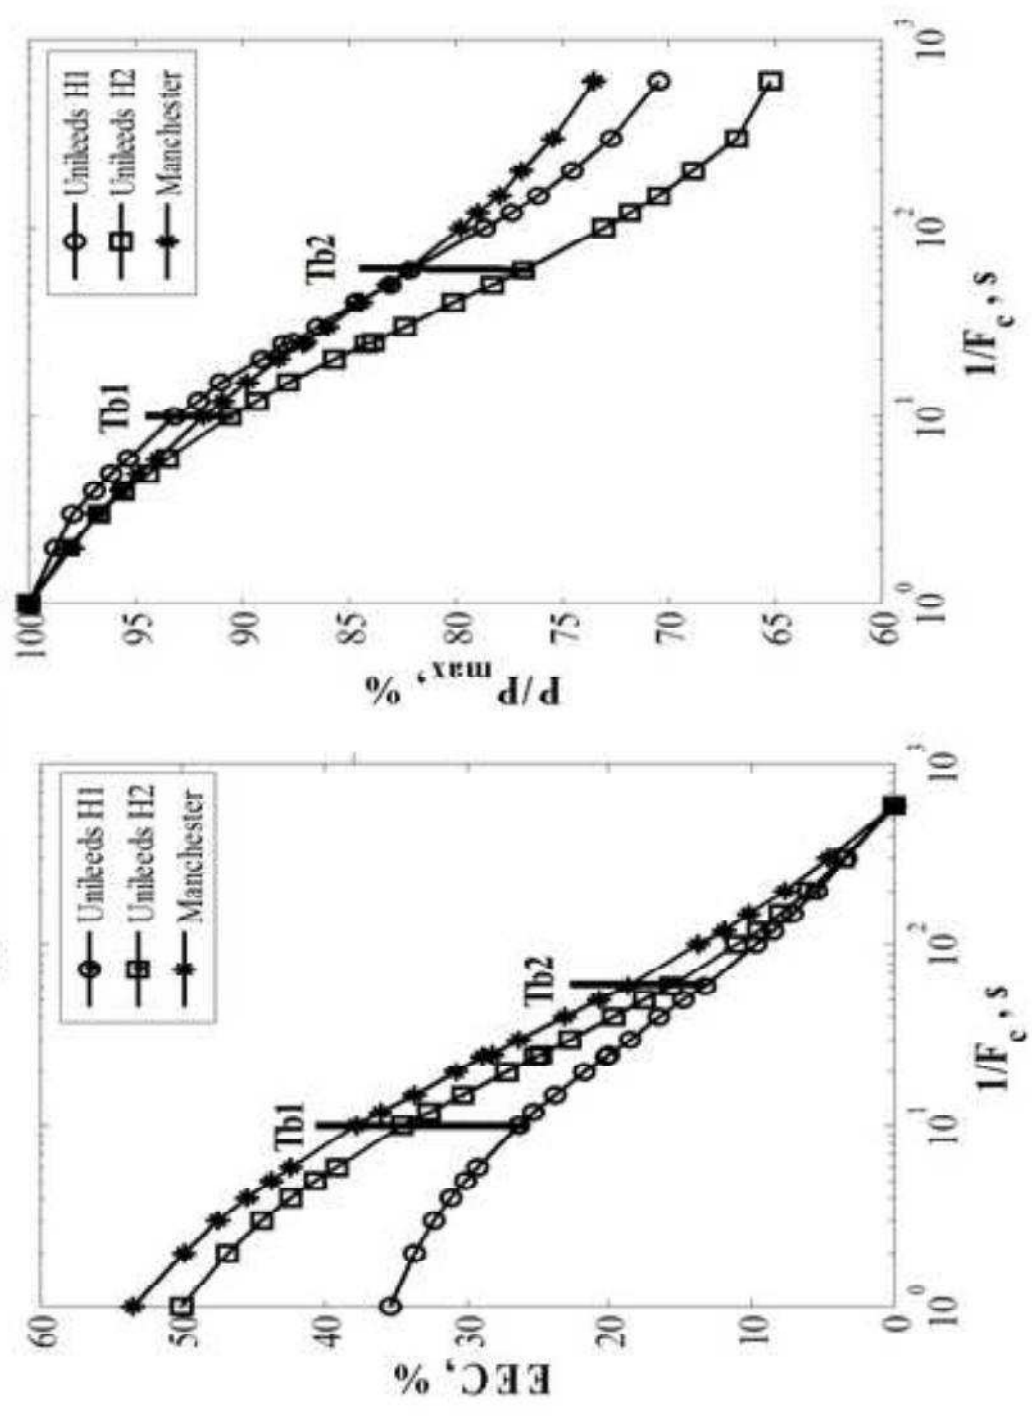 60
50
40
30
20
10
0
EEC, %
10^0
10^1
10^2
10^3
1/F_c, s
Tb1
Tb2
Unileeds H1
Unileeds H2
Manchester
100
95
90
85
80
75
70
65
60
P/P_max, %
10^0
10^1
10^2
10^3
1/F_c, s
Tb1
Tb2
Unileeds H1
Unileeds H2
Manchester